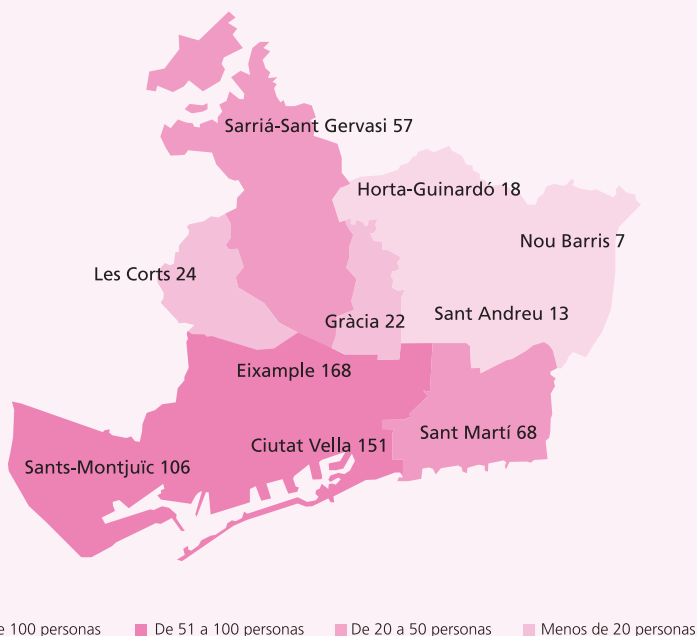 Sarriá-Sant Gervasi 57
Horta-Guinardó 18
Nou Barris 7
Les Corts 24
Gràcia 22
Sant Andreu 13
Eixample 168
Sant Martí 68
Ciutat Vella 151
Sants-Montjuïc 106
100 personas
De 51 a 100 personas
De 20 a 50 personas
Menos de 20 personas